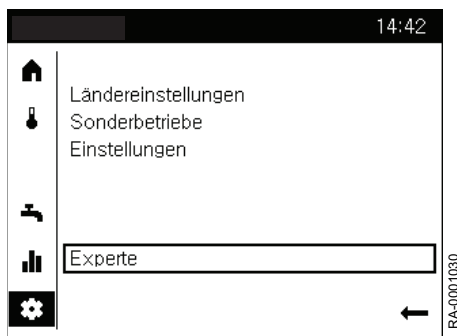 14:42
Ländereinstellungen
Sonderbetriebe
Einstellungen
Experte
RA-0001030